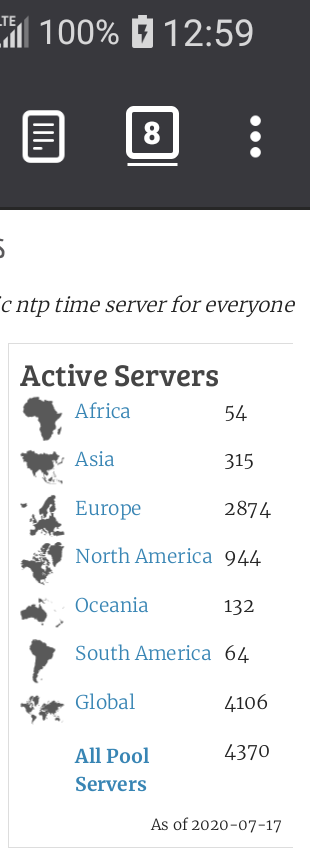 LTE 100% 12:59
8
s
ic ntp time server for everyone
Active Servers
Africa 54
Asia 315
Europe 2874
North America 944
Oceania 132
South America 64
Global 4106
All Pool 4370
Servers
As of 2020-07-17